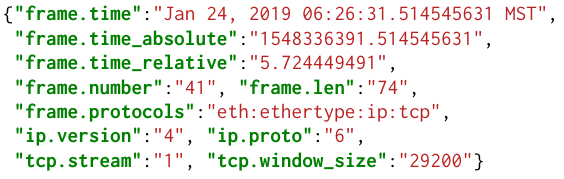 {"frame.time":"Jan 24, 2019 06:26:31.514545631 MST",
"frame.time_absolute":"1548336391.514545631",
"frame.time_relative":"5.724449491",
"frame.number":"41", "frame.len":"74",
"frame.protocols":"eth:ethertype:ip:tcp",
"ip.version":"4", "ip.proto":"6",
"tcp.stream":"1", "tcp.window_size":"29200"}